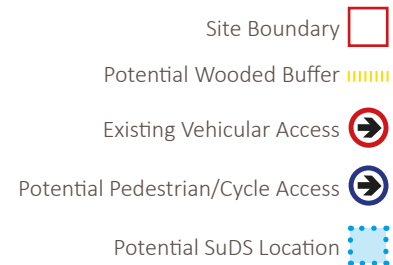 Site Boundary
Potential Wooded Buffer
Existing Vehicular Access
Potential Pedestrian/Cycle Access
Potential SuDS Location